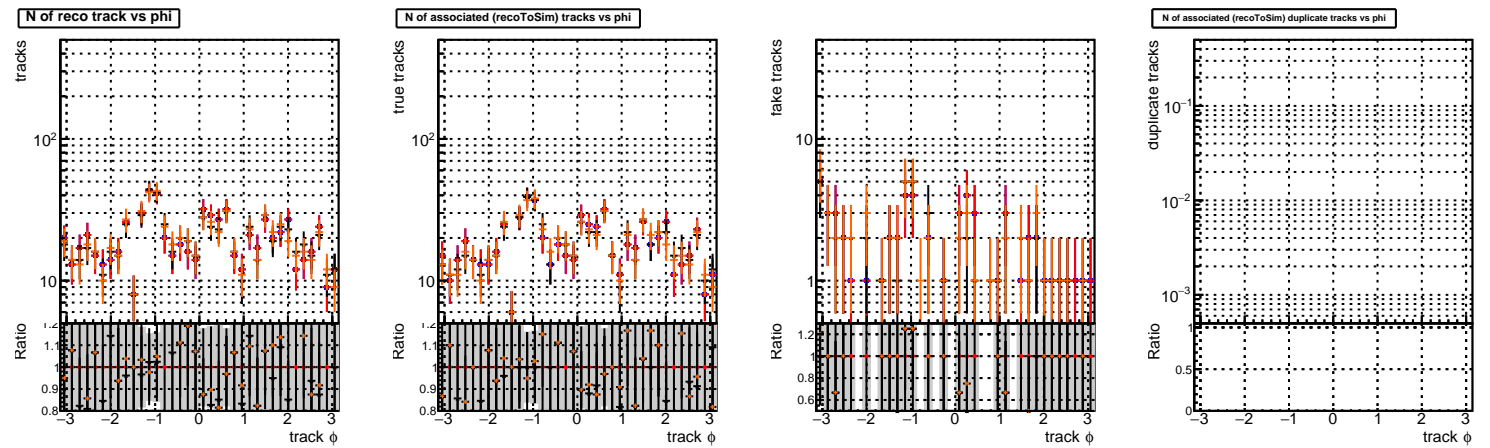 N of reco track vs phi
tracks
10²
10
Ratio
1.2
1.1
1
0.9
0.8
−3 −2 −1 0 1 2 3
track ϕ
N of associated (recoToSim) tracks vs phi
true tracks
10²
10
Ratio
1.2
1.1
1
0.9
0.8
−3 −2 −1 0 1 2 3
track ϕ
fake tracks
10
1
Ratio
1.2
1
0.8
0.6
−3 −2 −1 0 1 2 3
track ϕ
N of associated (recoToSim) duplicate tracks vs phi
duplicate tracks
10⁻¹
10⁻²
10⁻³
Ratio
1
0.5
0
−3 −2 −1 0 1 2 3
track ϕ